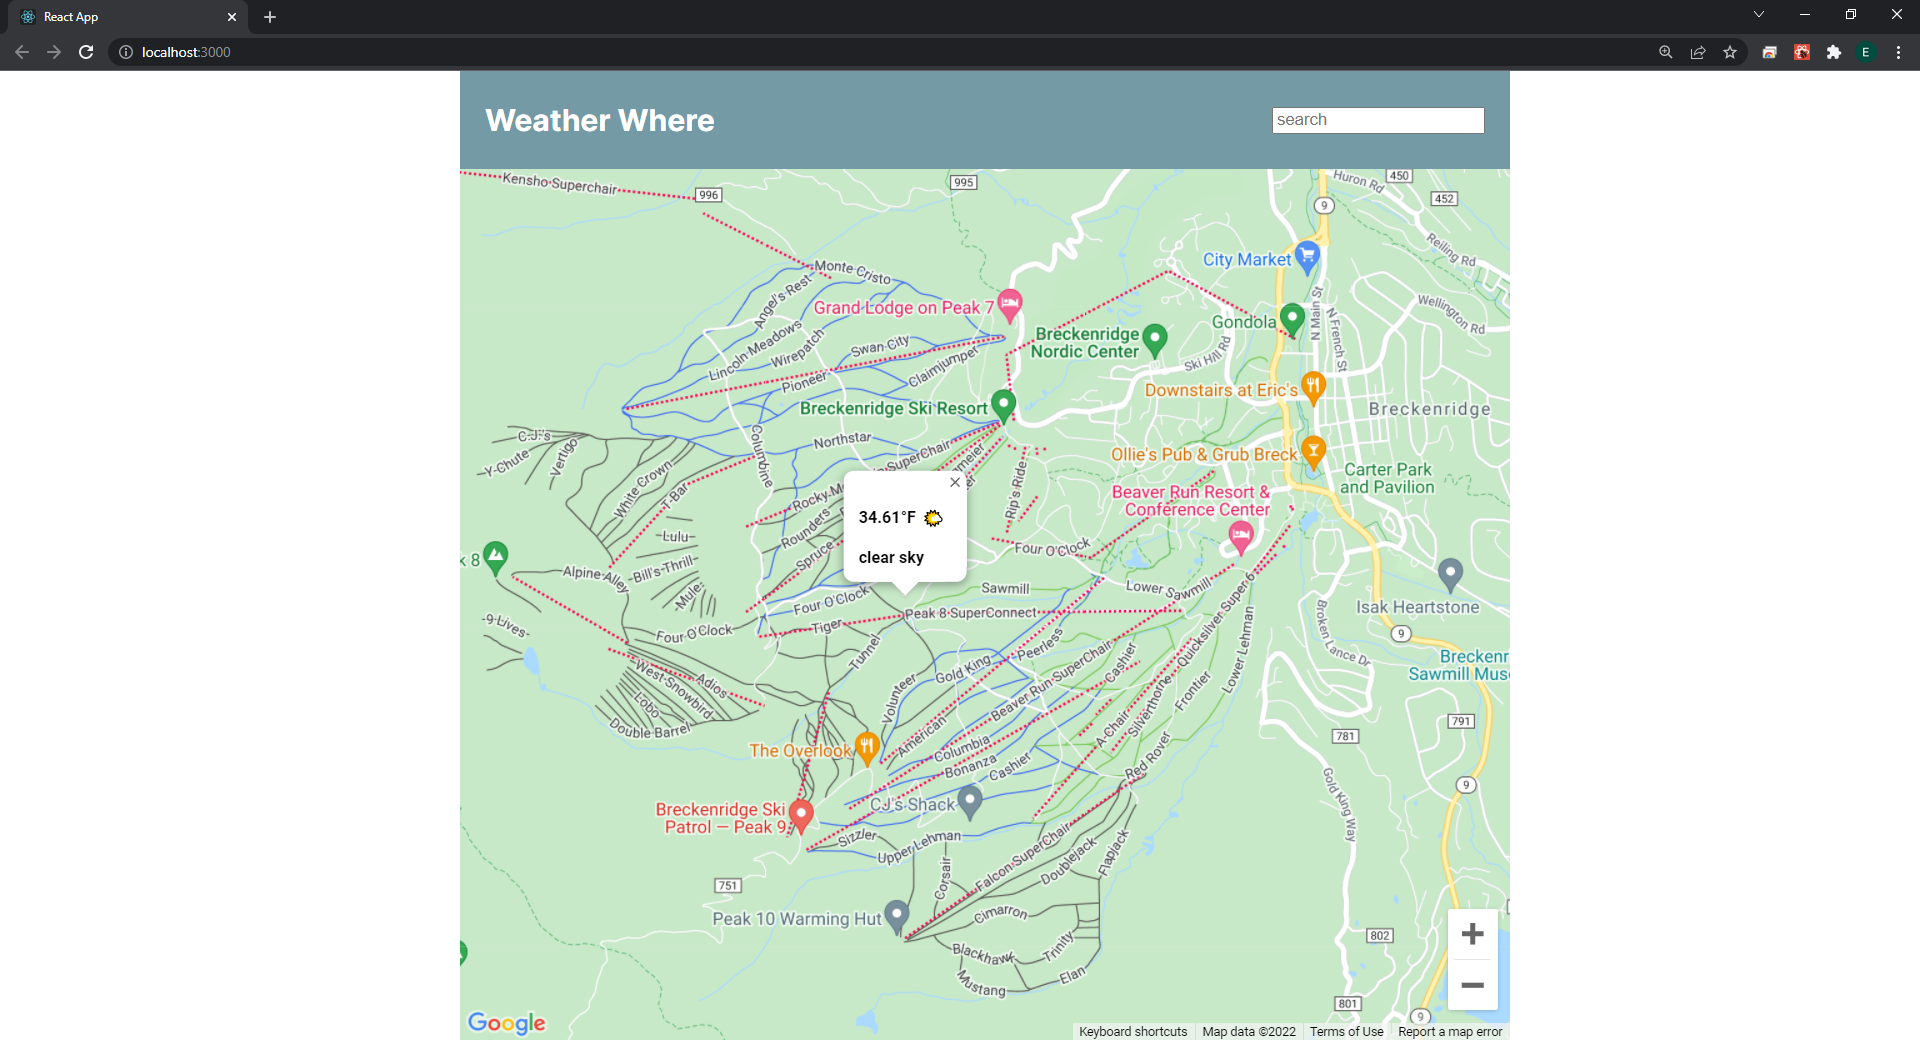 React App
localhost:3000
E
Weather Where
search
Kensho Superchair
996
995
450
Huron Rd
452
9
Reiling Rd
City Market
Monte Cristo
Angel's Rest
Grand Lodge on Peak 7
Gondola
N Main St
N French St
Wellington Rd
Breckenridge
Nordic Center
Ski Hill Rd
Lincoln Meadows
Wirepatch
Swan City
Claimjumper
Pioneer
Downstairs at Eric's
Breckenridge Ski Resort
Breckenridge
C.J.'s
Y-Chute
Vertigo
Northstar
Columbine
Ollie's Pub & Grub Breck
Carter Park
and Pavilion
White Crown
T-Bar
SuperChair
Rip's Ride
Beaver Run Resort &
Conference Center
34.61°F
clear sky
Rounders
Spruce
Lulu
Four O'Clock
8
Alpine-Alley
Bill's-Thrill
Mule
Four O'Clock
Sawmill
Lower Sawmill
Isak Heartstone
Peak 8 SuperConnect
9-Lives
Four O'Clock
Tiger
Tunnel
Quicksilver Super 6
Lower Lehman
Broken Lance Dr
9
Peerless
Gold King
Beaver Run SuperChair
Cashier
Breckenr
Sawmill Mus
Adios
West-Snowbird
Lobo
Double Barrel
Volunteer
American
Silverthorne
Frontier
A-Chair
791
781
The Overlook
Columbia
Bonanza
Cashier
Red Rover
9
Gold King Way
CJ's Shack
Breckenridge Ski
Patrol — Peak 9
Sizzler
Upper Lehman
Corsair
Falcon SuperChair
Doublejack
Flapjack
751
Peak 10 Warming Hut
Cimarron
802
Blackhawk
Trinity
Elan
Mustang
801
9
Google
Keyboard shortcuts
Map data ©2022
Terms of Use
Report a map error